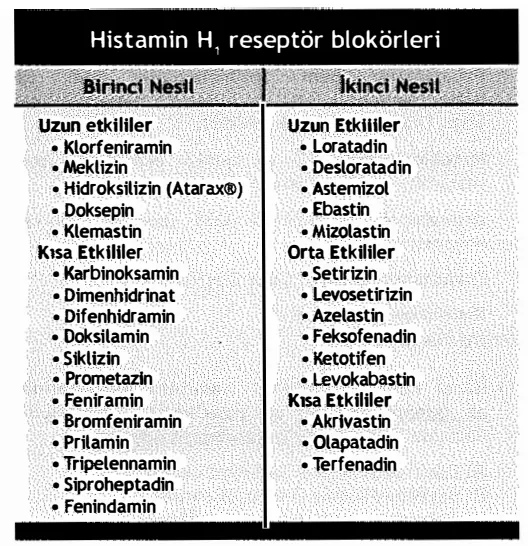 Histamin H1 reseptör blokörleri
Birinci Nesil
Uzun etkililer
• Klorfeniramin
• Meklizin
• Hidroksilizin (Atarax®)
• Doksepin
• Klemastin
Kısa Etkililer
• Karbinoksamin
• Dimenhidrinat
• Difenhidramin
• Doksilamin
• Siklizin
• Prometazin
• Feniramin
• Bromfeniramin
• Prilamin
• Tripelennamin
• Siproheptadin
• Fenindamin
İkinci Nesil
Uzun Etkililer
• Loratadin
• Desloratadin
• Astemizol
• Ebastin
• Mizolastin
Orta Etkililer
• Setirizin
• Levosetirizin
• Azelastin
• Feksofenadin
• Ketotifen
• Levokabastin
Kısa Etkililer
• Akrivastin
• Olapatadin
• Terfenadin